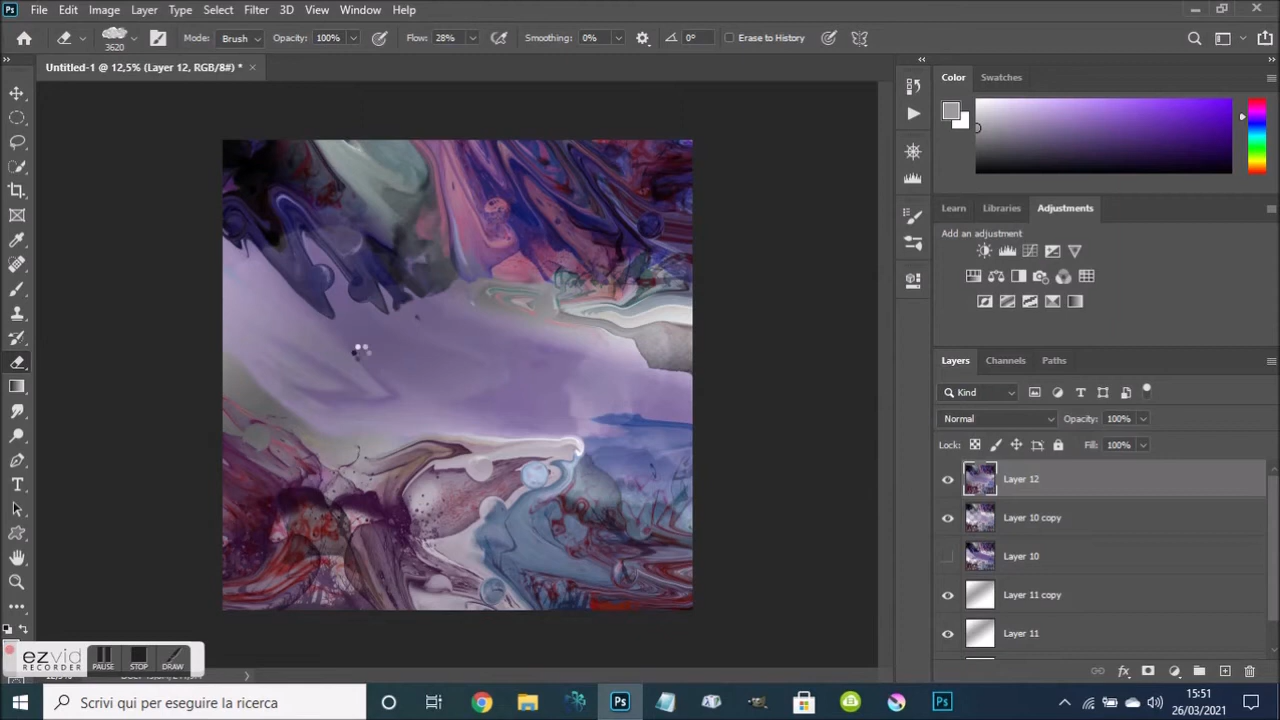 Ps File Edit Image Layer Type Select Filter 3D View Window Help
3620 Mode: Brush Opacity: 100% Flow: 28% Smoothing: 0% 0° Erase to History
Untitled-1 @ 12,5% (Layer 12, RGB/8#) *
Color Swatches
Learn Libraries Adjustments
Add an adjustment
Layers Channels Paths
Kind
Normal Opacity: 100%
Lock: Fill: 100%
Layer 12
Layer 10 copy
Layer 10
Layer 11 copy
Layer 11
ezvid
RECORDER
PAUSE STOP DRAW
Scrivi qui per eseguire la ricerca
Ps
Ps
15:51
26/03/2021